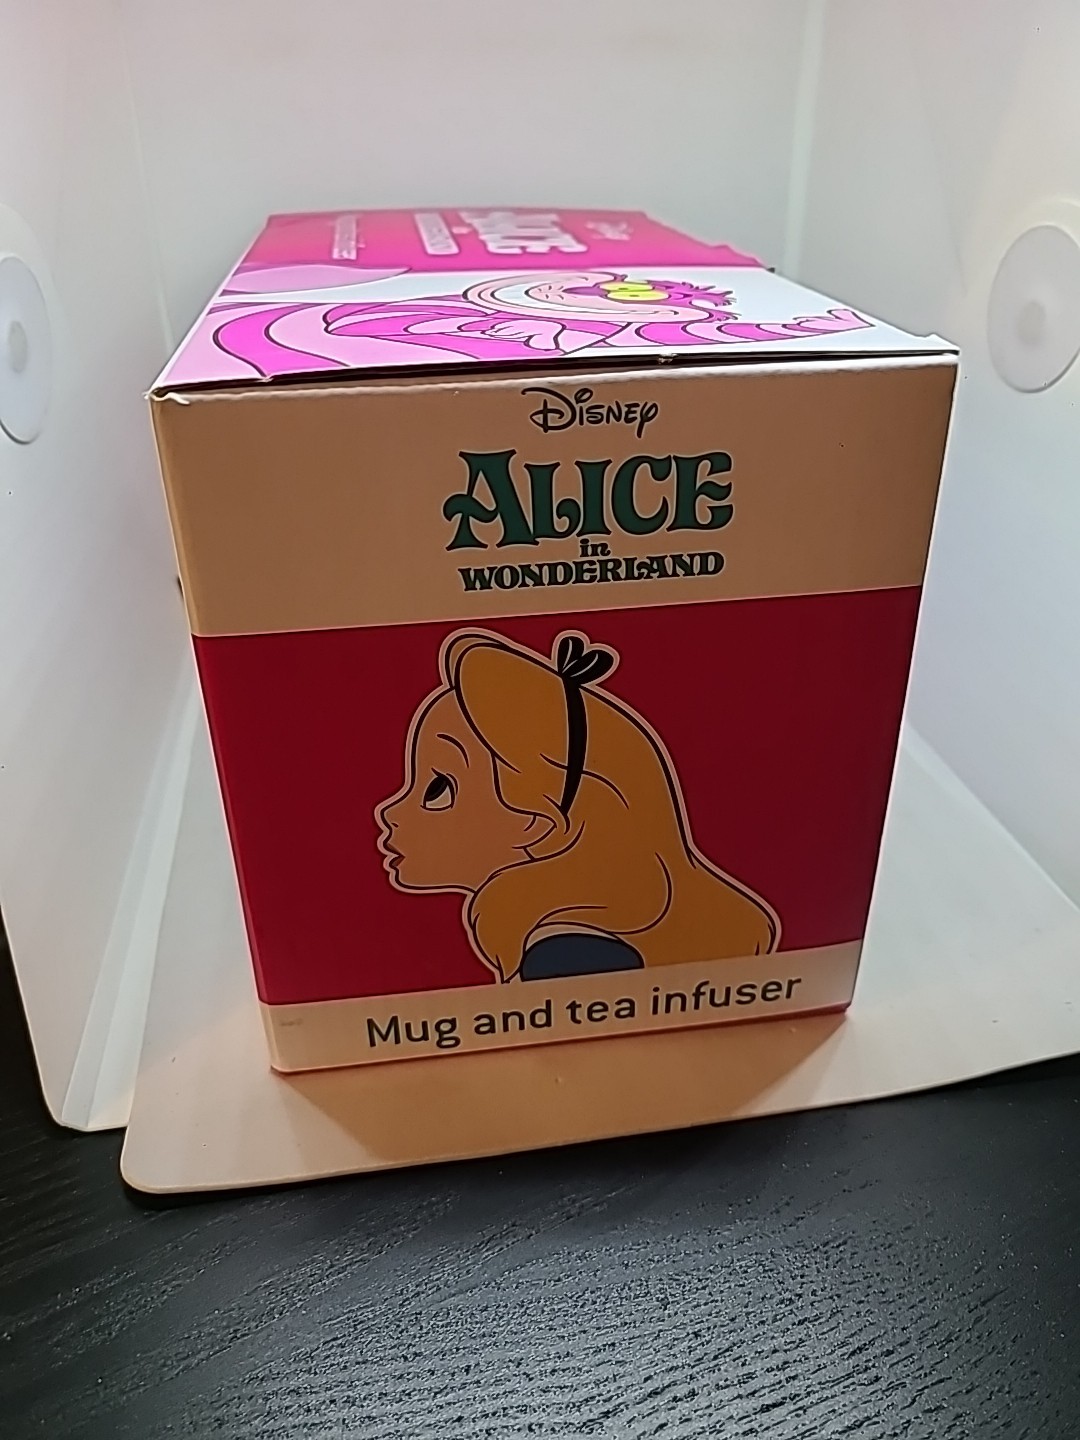 DISNEY
ALICE
in
WONDERLAND
Mug and tea infuser